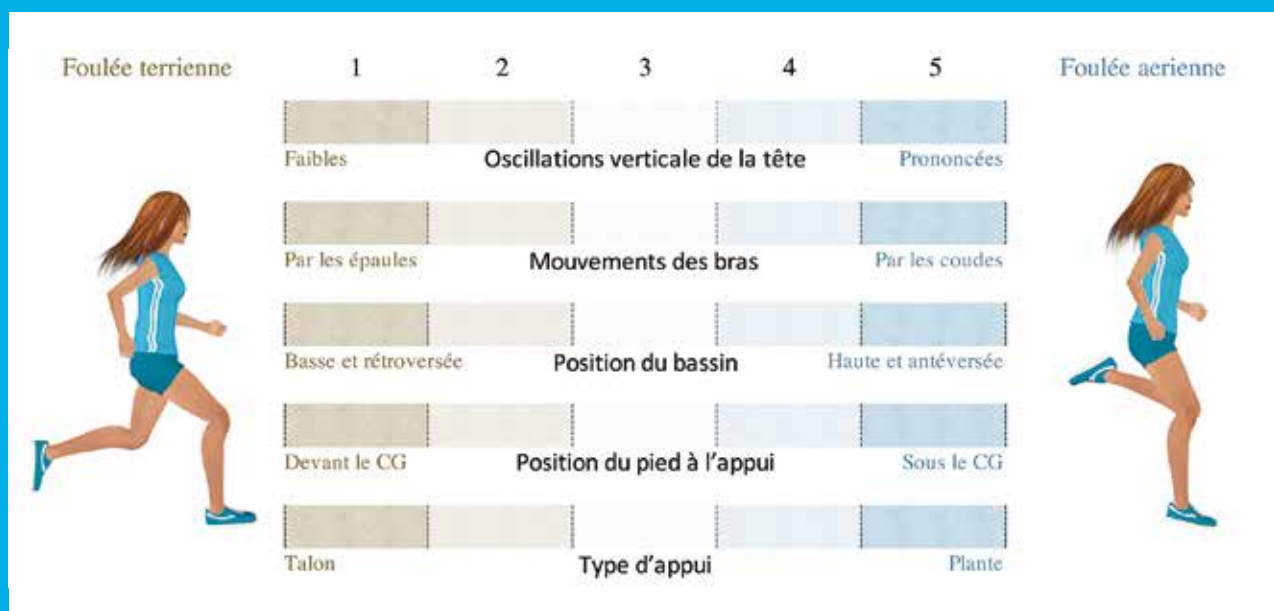 Foulée terrienne 1 2 3 4 5 Foulée aerienne
Faibles Oscillations verticale de la tête Prononcées
Par les épaules Mouvements des bras Par les coudes
Basse et rétroversée Position du bassin Haute et antéversée
Devant le CG Position du pied à l'appui Sous le CG
Talon Type d'appui Plante